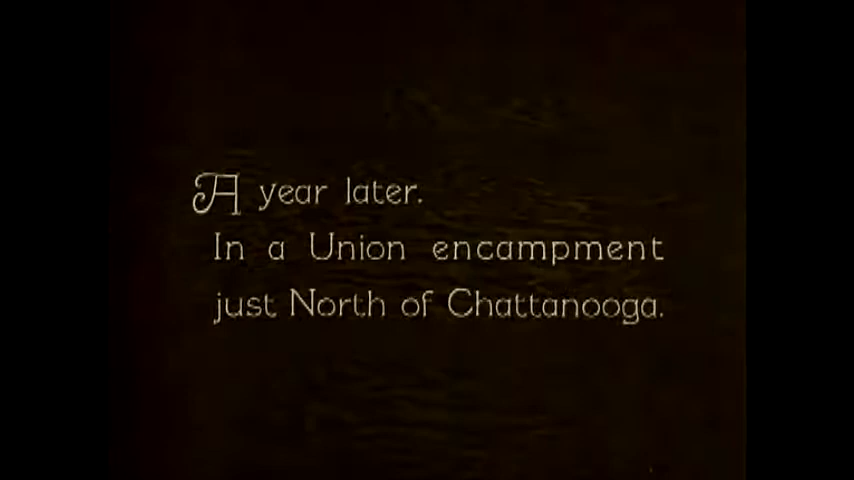 A year later.
In a Union encampment
just North of Chattanooga.